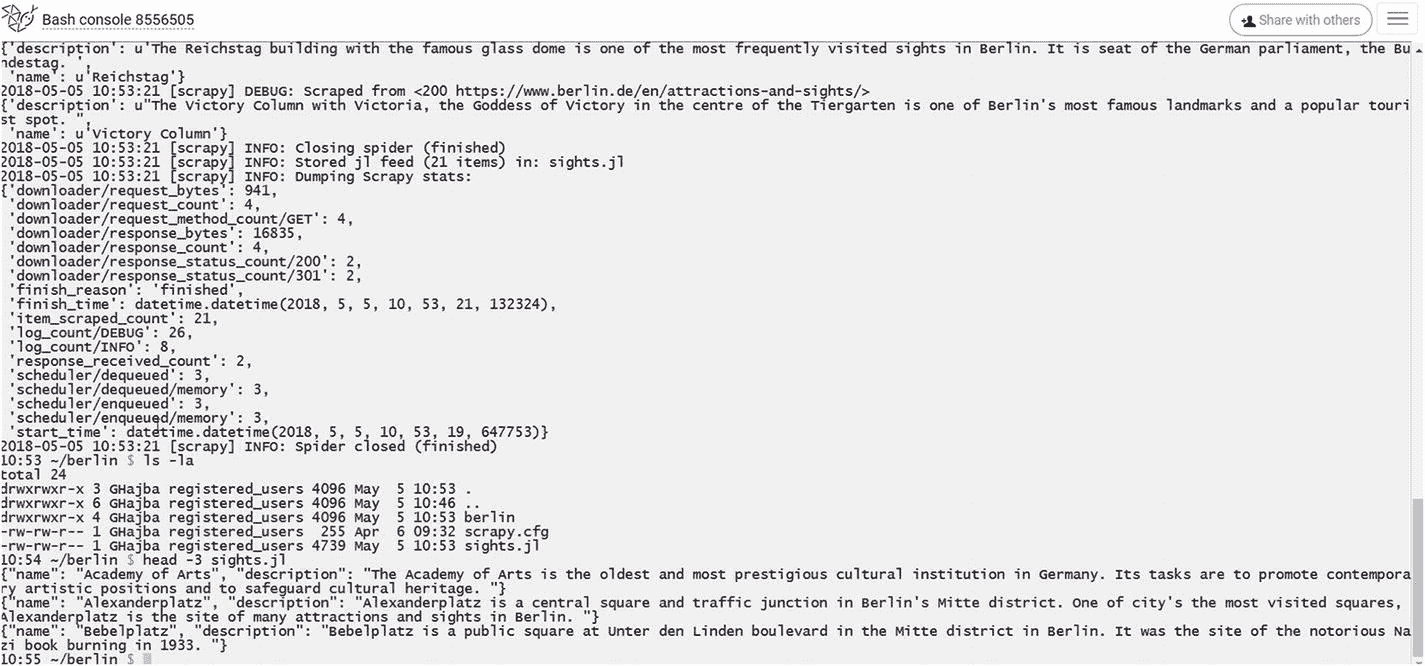 Bash console 8556505
Share with others
{'description': u'The Reichstag building with the famous glass dome is one of the most frequently visited sights in Berlin. It is seat of the German parliament, the Bu
ndestag. ',
 'name': u'Reichstag'}
2018-05-05 10:53:21 [scrapy] DEBUG: Scraped from <200 https://www.berlin.de/en/attractions-and-sights/>
{'description': u"The Victory Column with Victoria, the Goddess of Victory in the centre of the Tiergarten is one of Berlin's most famous landmarks and a popular touri
st spot. ",
 'name': u'Victory Column'}
2018-05-05 10:53:21 [scrapy] INFO: Closing spider (finished)
2018-05-05 10:53:21 [scrapy] INFO: Stored jl feed (21 items) in: sights.jl
2018-05-05 10:53:21 [scrapy] INFO: Dumping Scrapy stats:
{'downloader/request_bytes': 941,
 'downloader/request_count': 4,
 'downloader/request_method_count/GET': 4,
 'downloader/response_bytes': 16835,
 'downloader/response_count': 4,
 'downloader/response_status_count/200': 2,
 'downloader/response_status_count/301': 2,
 'finish_reason': 'finished',
 'finish_time': datetime.datetime(2018, 5, 5, 10, 53, 21, 132324),
 'item_scraped_count': 21,
 'log_count/DEBUG': 26,
 'log_count/INFO': 8,
 'response_received_count': 2,
 'scheduler/dequeued': 3,
 'scheduler/dequeued/memory': 3,
 'scheduler/enqueued': 3,
 'scheduler/enqueued/memory': 3,
 'start_time': datetime.datetime(2018, 5, 5, 10, 53, 19, 647753)}
2018-05-05 10:53:21 [scrapy] INFO: Spider closed (finished)
10:53 ~/berlin $ ls -la
total 24
drwxrwxr-x 3 GHajba registered_users 4096 May  5 10:53 .
drwxrwxr-x 6 GHajba registered_users 4096 May  5 10:46 ..
drwxrwxr-x 4 GHajba registered_users 4096 May  5 10:53 berlin
-rw-rw-r-- 1 GHajba registered_users  255 Apr  6 09:32 scrapy.cfg
-rw-rw-r-- 1 GHajba registered_users 4739 May  5 10:53 sights.jl
10:54 ~/berlin $ head -3 sights.jl
{"name": "Academy of Arts", "description": "The Academy of Arts is the oldest and most prestigious cultural institution in Germany. Its tasks are to promote contempora
ry artistic positions and to safeguard cultural heritage. "}
{"name": "Alexanderplatz", "description": "Alexanderplatz is a central square and traffic junction in Berlin's Mitte district. One of city's the most visited squares,
Alexanderplatz is the site of many attractions and sights in Berlin. "}
{"name": "Bebelplatz", "description": "Bebelplatz is a public square at Unter den Linden boulevard in the Mitte district in Berlin. It was the site of the notorious Na
zi book burning in 1933. "}
10:55 ~/berlin $